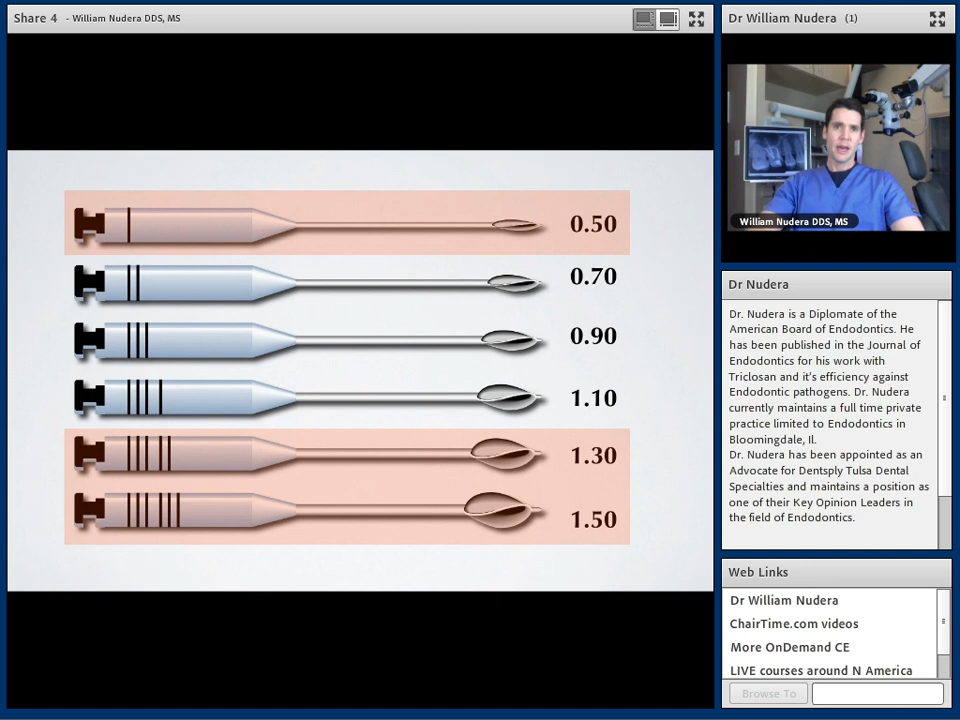 Share 4 - William Nudera DDS, MS
0.50
0.70
0.90
1.10
1.30
1.50
Dr William Nudera (1)
William Nudera DDS, MS
Dr Nudera
Dr. Nudera is a Diplomate of the
American Board of Endodontics. He
has been published in the Journal of
Endodontics for his work with
Triclosan and it's efficiency against
Endodontic pathogens. Dr. Nudera
currently maintains a full time private
practice limited to Endodontics in
Bloomingdale, IL.
Dr. Nudera has been appointed as an
Advocate for Dentsply Tulsa Dental
Specialties and maintains a position as
one of their Key Opinion Leaders in
the field of Endodontics.
Web Links
Dr William Nudera
ChairTime.com videos
More OnDemand CE
LIVE courses around N America
Browse To